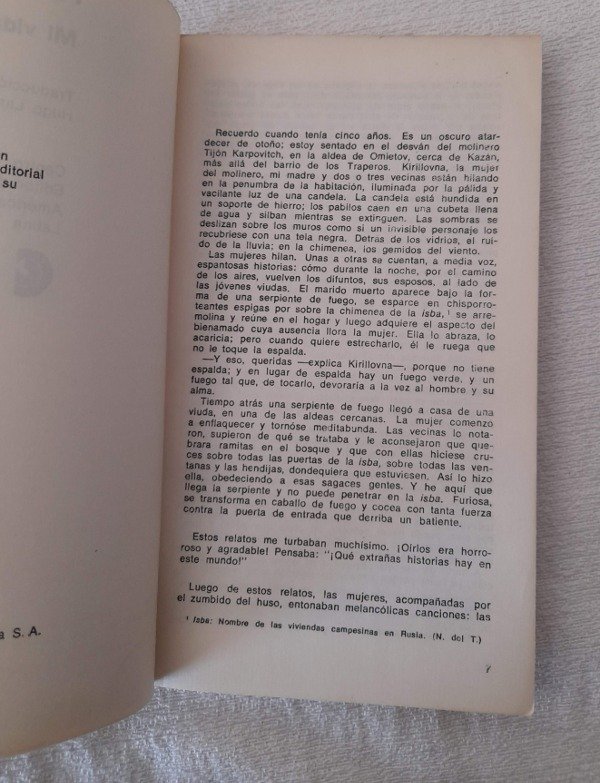 n
ditorial
su
a S. A.
Recuerdo cuando tenía cinco años. Es un oscuro atar-
decer de otoño; estoy sentado en el desván del molinero
Tijón Karpovitch, en la aldea de Omietov, cerca de Kazán,
más allá del barrio de los Traperos. Kirillovna, la mujer
del molinero, mi madre y dos o tres vecinas están hilando
en la penumbra de la habitación, iluminada por la pálida y
vacilante luz de una candela. La candela está hundida en
un soporte de hierro; los pabilos caen en una cubeta llena
de agua y silban mientras se extinguen. Las sombras se
deslizan sobre los muros como si un invisible personaje los
recubriese con una tela negra. Detrás de los vidrios, el rui-
do de la lluvia; en la chimenea, los gemidos del viento.
Las mujeres hilan. Unas a otras se cuentan, a media voz,
espantosas historias: cómo durante la noche, por el camino
de los aires, vuelven los difuntos, sus esposos, al lado de
las jóvenes viudas. El marido muerto aparece bajo la for-
ma de una serpiente de fuego, se esparce en chisporro-
teantes espigas por sobre la chimenea de la isba, ¹ se arre-
molina y reúne en el hogar y luego adquiere el aspecto del
bienamado cuya ausencia llora la mujer. Ella lo abraza, lo
acaricia; pero cuando quiere estrecharlo, él le ruega que
no le toque la espalda.
—Y eso, queridas —explica Kirillovna—, porque no tiene
espalda; y en lugar de espalda hay un fuego verde, y un
fuego tal que, de tocarlo, devoraría a la vez al hombre y su
alma.
Tiempo atrás una serpiente de fuego llegó a casa de una
viuda, en una de las aldeas cercanas. La mujer comenzó
a enflaquecer y tornóse meditabunda. Las vecinas lo nota-
ron, supieron de qué se trataba y le aconsejaron que que-
brara ramitas en el bosque y que con ellas hiciese cru-
ces sobre todas las puertas de la isba, sobre todas las ven-
tanas y las hendijas, dondequiera que estuviesen. Así lo hizo
ella, obedeciendo a esas sagaces gentes. Y he aquí que
llega la serpiente y no puede penetrar en la isba. Furiosa,
se transforma en caballo de fuego y cocea con tanta fuerza
contra la puerta de entrada que derriba un batiente.
Estos relatos me turbaban muchísimo. ¡Oírlos era horro-
roso y agradable! Pensaba: "¡Qué extrañas historias hay en
este mundo!"
Luego de estos relatos, las mujeres, acompañadas por
el zumbido del huso, entonaban melancólicas canciones: las
¹ Isba: Nombre de las viviendas campesinas en Rusia. (N. del T.)
7